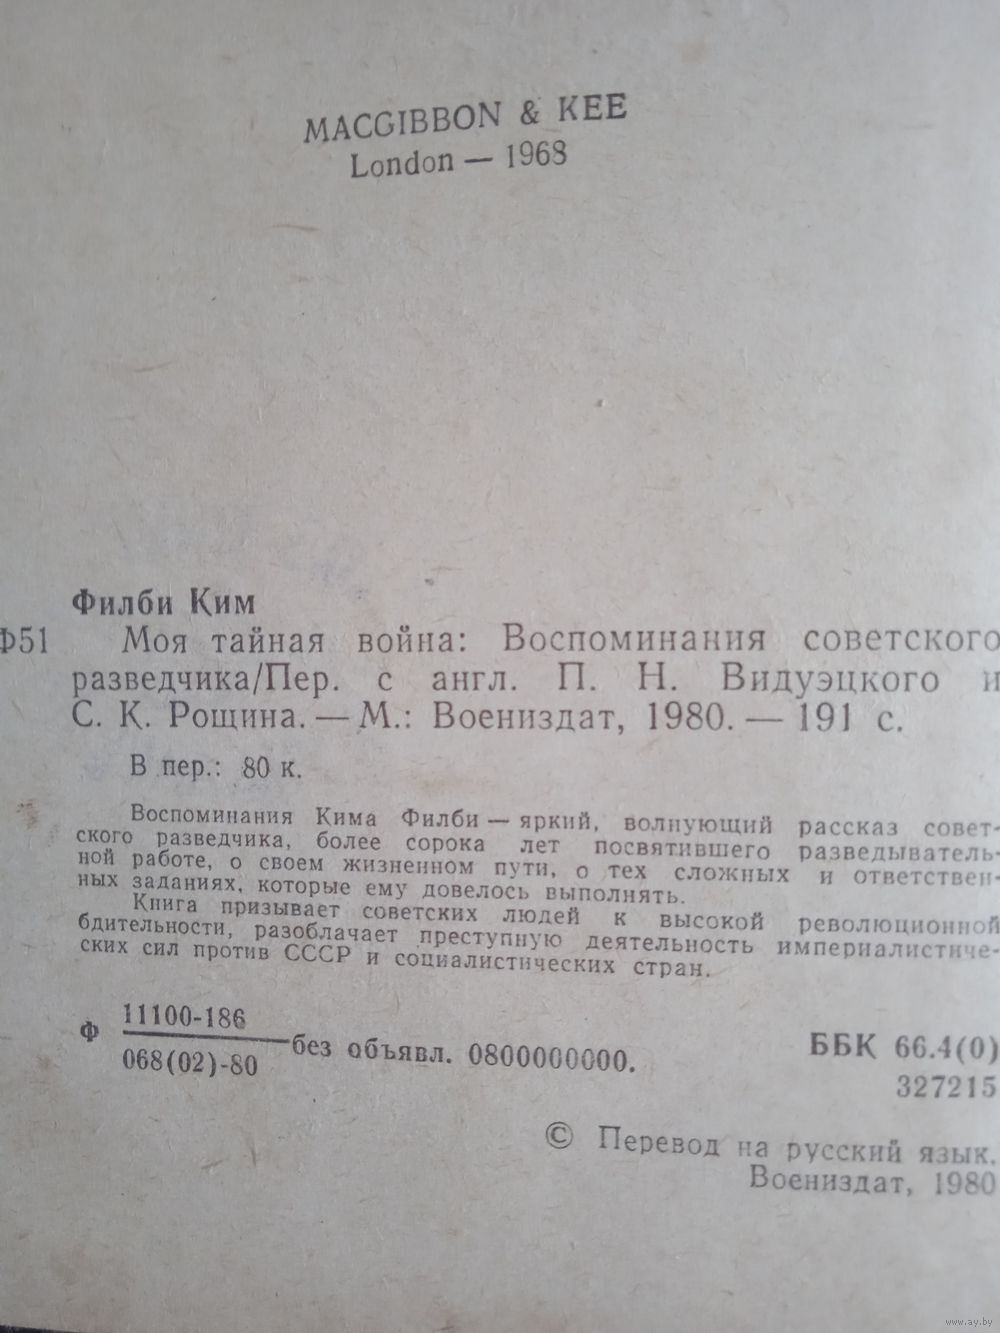 MACGIBBON & KEE
London — 1968
Филби Ким
Ф51 Моя тайная война: Воспоминания советского
разведчика/Пер. с англ. П. Н. Видуэцкого и
С. К. Рощина. — М.: Воениздат, 1980. — 191 с.
В пер.: 80 к.
Воспоминания Кима Филби — яркий, волнующий рассказ совет-
ского разведчика, более сорока лет посвятившего разведыватель-
ной работе, о своем жизненном пути, о тех сложных и ответствен-
ных заданиях, которые ему довелось выполнять.
Книга призывает советских людей к высокой революционной
бдительности, разоблачает преступную деятельность империалистиче-
ских сил против СССР и социалистических стран.
Ф 11100-186
068(02)-80 без объявл. 0800000000.
ББК 66.4(0)
327215
© Перевод на русский язык.
Воениздат, 1980
www.ay.by